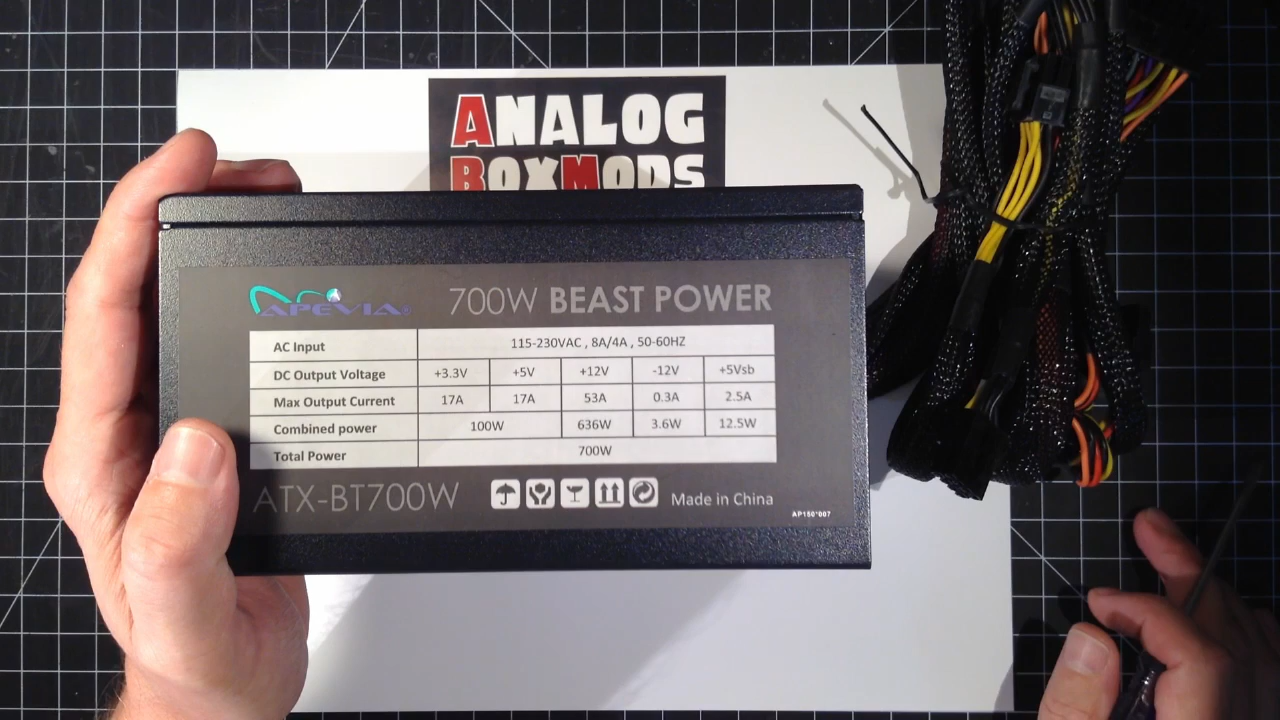 ANALOG
BOXMODS
APEVIA®
700W BEAST POWER
AC Input 115-230VAC , 8A/4A , 50-60HZ
DC Output Voltage +3.3V +5V +12V -12V +5Vsb
Max Output Current 17A 17A 53A 0.3A 2.5A
Combined power 100W 636W 3.6W 12.5W
Total Power 700W
ATX-BT700W
Made in China
AP150*007